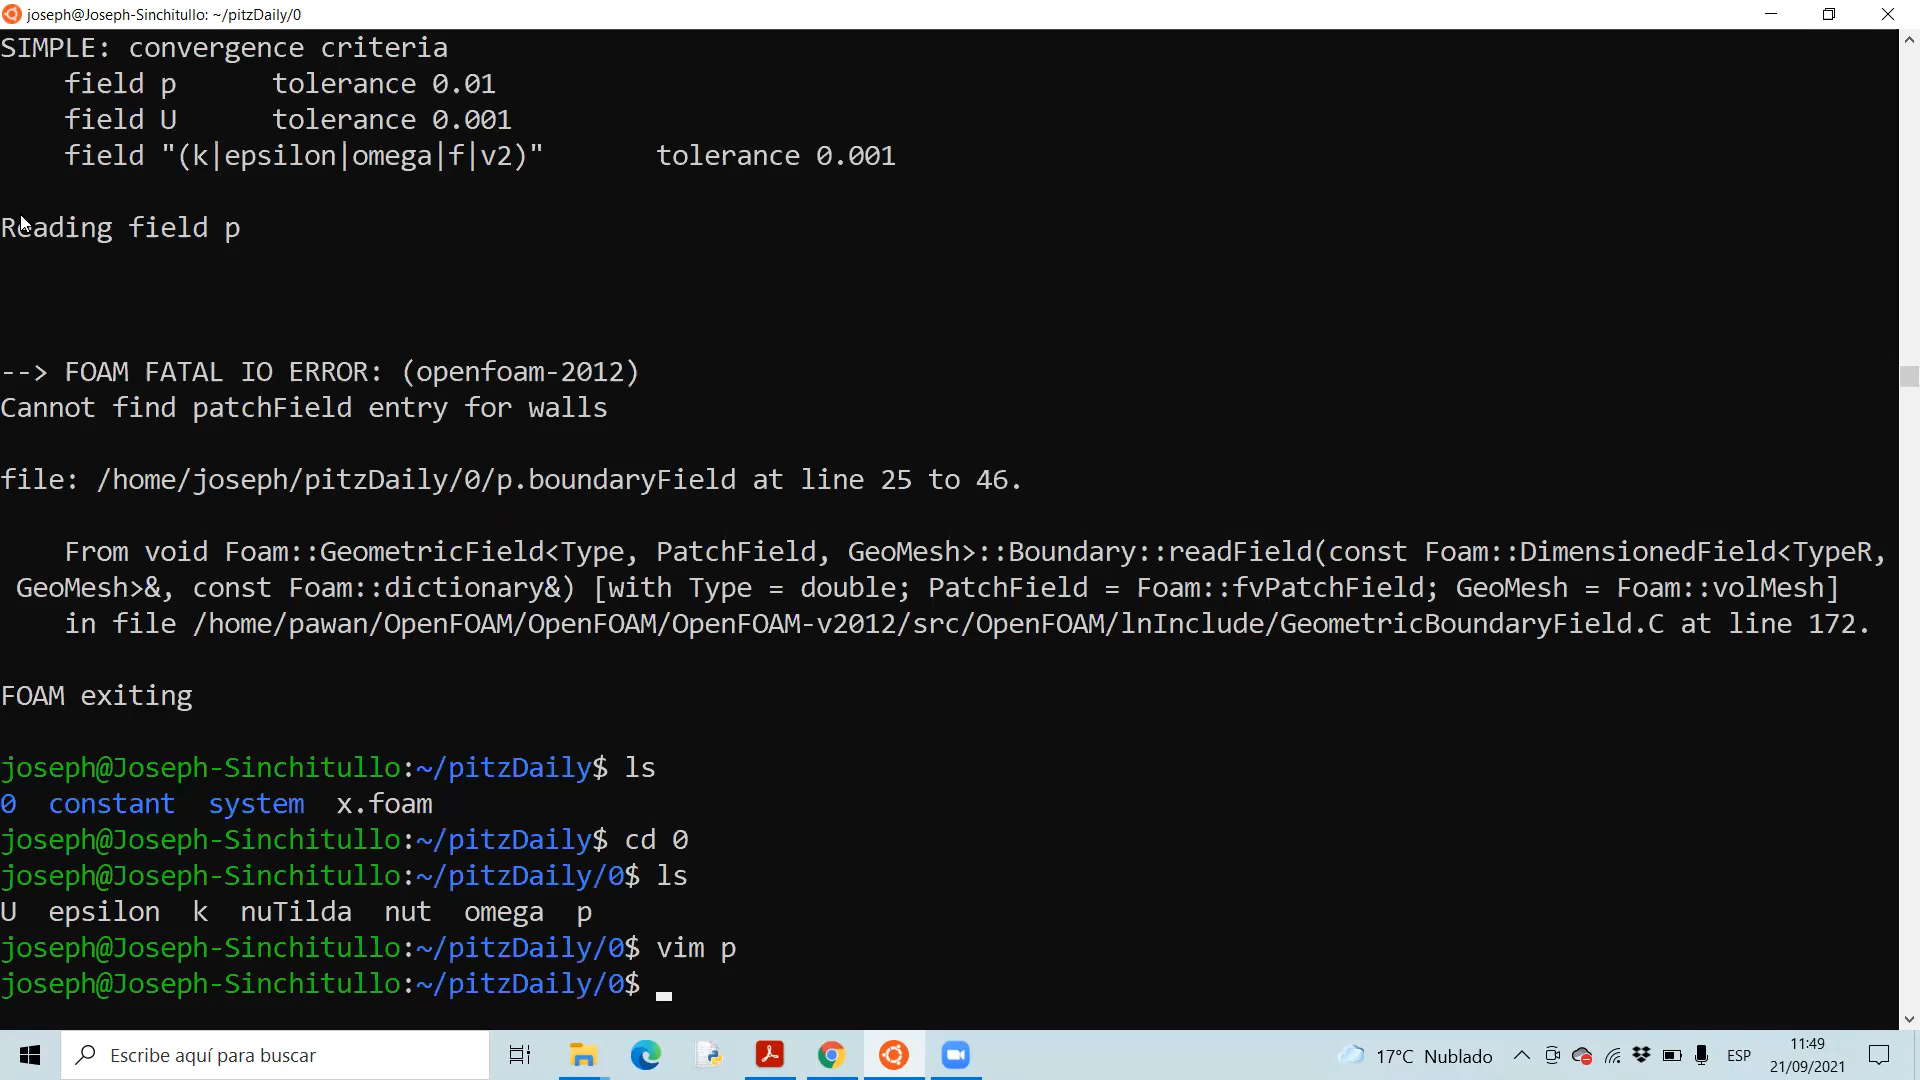 joseph@Joseph-Sinchitullo: ~/pitzDaily/0
SIMPLE: convergence criteria
    field p      tolerance 0.01
    field U      tolerance 0.001
    field "(k|epsilon|omega|f|v2)"       tolerance 0.001
Reading field p
--> FOAM FATAL IO ERROR: (openfoam-2012)
Cannot find patchField entry for walls
file: /home/joseph/pitzDaily/0/p.boundaryField at line 25 to 46.
    From void Foam::GeometricField<Type, PatchField, GeoMesh>::Boundary::readField(const Foam::DimensionedField<TypeR,
 GeoMesh>&, const Foam::dictionary&) [with Type = double; PatchField = Foam::fvPatchField; GeoMesh = Foam::volMesh]
    in file /home/pawan/OpenFOAM/OpenFOAM/OpenFOAM-v2012/src/OpenFOAM/lnInclude/GeometricBoundaryField.C at line 172.
FOAM exiting
joseph@Joseph-Sinchitullo:~/pitzDaily$ ls
0  constant  system  x.foam
joseph@Joseph-Sinchitullo:~/pitzDaily$ cd 0
joseph@Joseph-Sinchitullo:~/pitzDaily/0$ ls
U  epsilon  k  nuTilda  nut  omega  p
joseph@Joseph-Sinchitullo:~/pitzDaily/0$ vim p
joseph@Joseph-Sinchitullo:~/pitzDaily/0$
Escribe aquí para buscar
17°C Nublado
ESP
11:49
21/09/2021